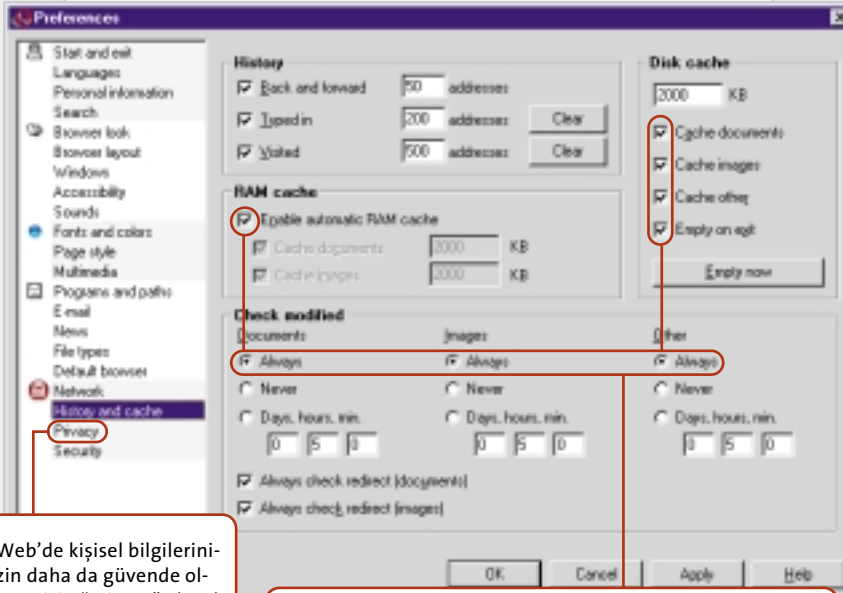 Preferences
Start and exit
Languages
Personal information
Search
Browser look
Browser layout
Windows
Accessibility
Sounds
Fonts and colors
Page style
Multimedia
Programs and paths
E-mail
News
File types
Default browser
Network
History and cache
Privacy
Security
History
Back and forward 50 addresses
Typed in 200 addresses Clear
Visited 500 addresses Clear
RAM cache
Enable automatic RAM cache
Cache documents 2000 KB
Cache images 2000 KB
Disk cache
2000 KB
Cache documents
Cache images
Cache other
Empty on exit
Empty now
Check modified
Documents Images Other
Always Always Always
Never Never Never
Days, hours, min. Days, hours, min. Days, hours, min.
0 5 0 0 5 0 0 5 0
Always check redirect (documents)
Always check redirect (images)
OK Cancel Apply Help
Web'de kişisel bilgilerini-
zin daha da güvende ol-